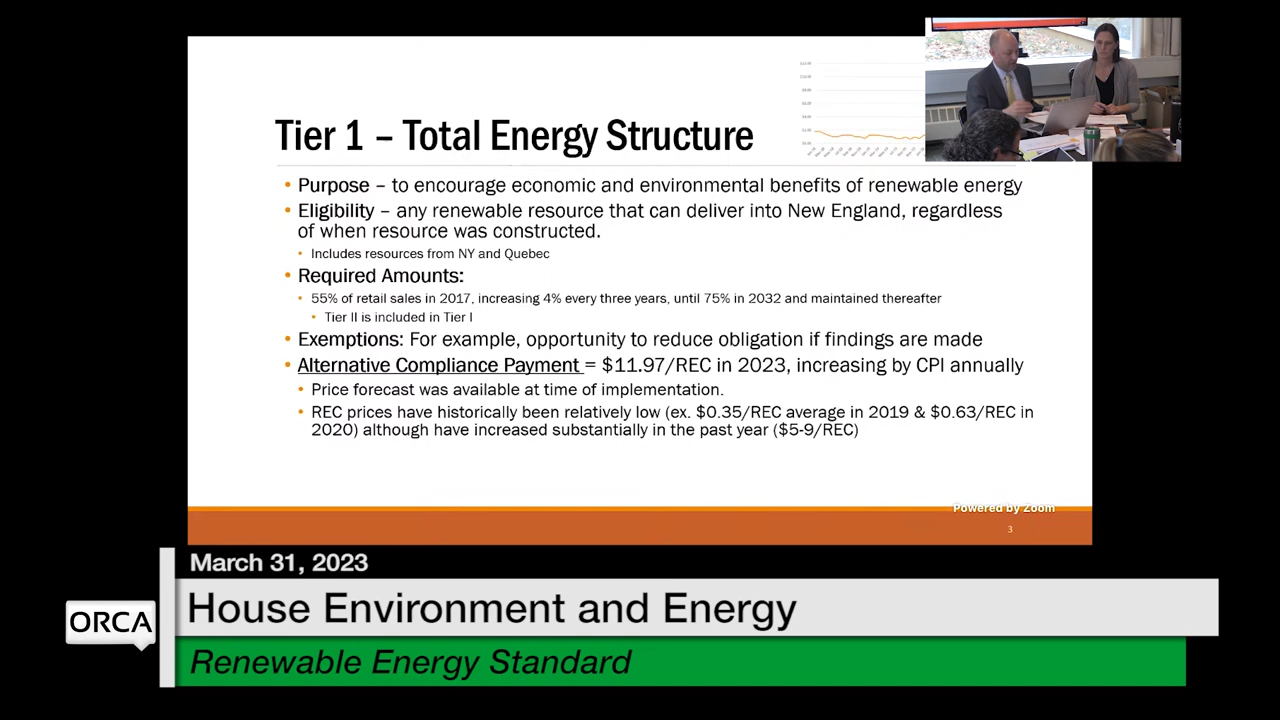 Tier 1 – Total Energy Structure
• Purpose – to encourage economic and environmental benefits of renewable energy
• Eligibility – any renewable resource that can deliver into New England, regardless
of when resource was constructed.
• Includes resources from NY and Quebec
• Required Amounts:
• 55% of retail sales in 2017, increasing 4% every three years, until 75% in 2032 and maintained thereafter
• Tier II is included in Tier I
• Exemptions: For example, opportunity to reduce obligation if findings are made
• Alternative Compliance Payment = $11.97/REC in 2023, increasing by CPI annually
• Price forecast was available at time of implementation.
• REC prices have historically been relatively low (ex. $0.35/REC average in 2019 & $0.63/REC in
2020) although have increased substantially in the past year ($5-9/REC)
Powered by Zoom
3
March 31, 2023
ORCA
House Environment and Energy
Renewable Energy Standard